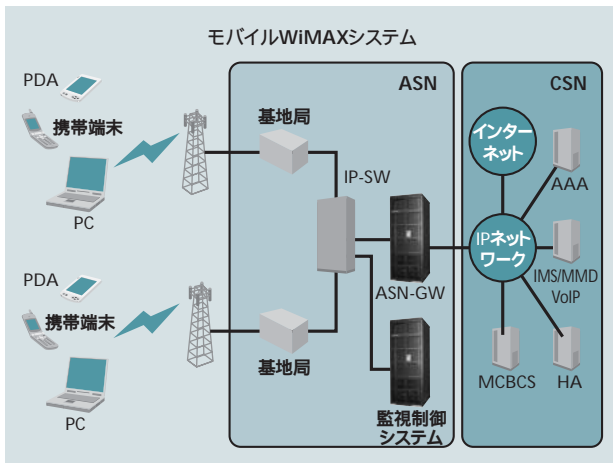 モバイルWiMAXシステム
ASN
CSN
PDA
携帯端末
PC
基地局
IP-SW
インター
ネット
AAA
IPネット
ワーク
IMS/MMD
VoIP
ASN-GW
PDA
携帯端末
PC
基地局
監視制御
システム
MCBCS
HA